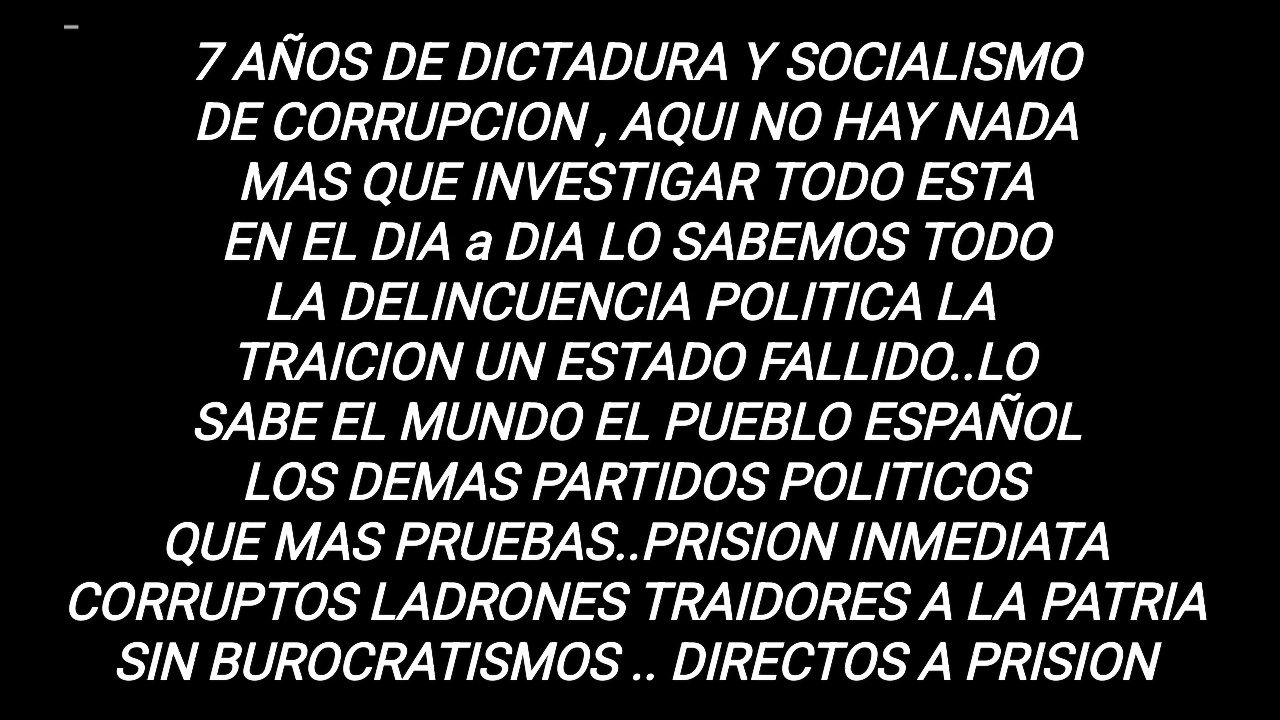 7 AÑOS DE DICTADURA Y SOCIALISMO
DE CORRUPCION , AQUI NO HAY NADA
MAS QUE INVESTIGAR TODO ESTA
EN EL DIA a DIA LO SABEMOS TODO
LA DELINCUENCIA POLITICA LA
TRAICION UN ESTADO FALLIDO..LO
SABE EL MUNDO EL PUEBLO ESPAÑOL
LOS DEMAS PARTIDOS POLITICOS
QUE MAS PRUEBAS..PRISION INMEDIATA
CORRUPTOS LADRONES TRAIDORES A LA PATRIA
SIN BUROCRATISMOS .. DIRECTOS A PRISION